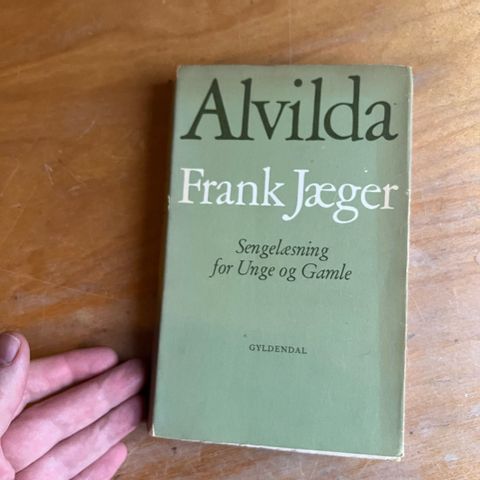 Alvilda
Frank Jæger
Sengelæsning
for Unge og Gamle
GYLDENDAL